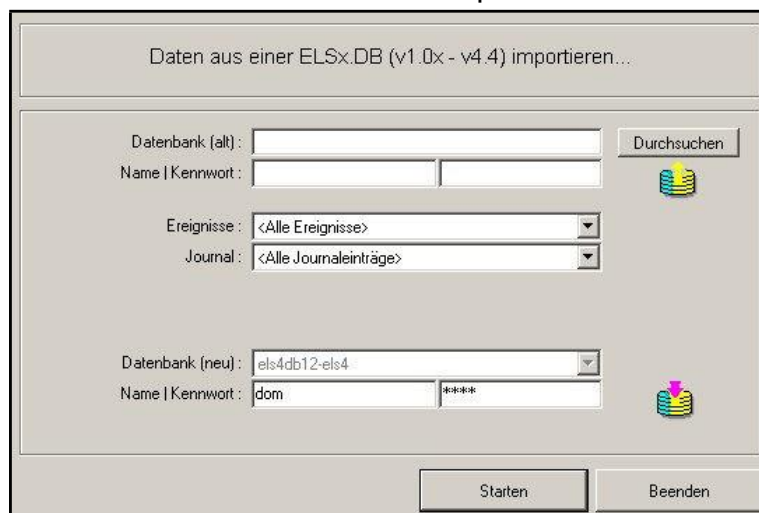 Daten aus einer ELSx.DB (v1.0x - v4.4) importieren...
Datenbank (alt) : Durchsuchen
Name | Kennwort :
Ereignisse : <Alle Ereignisse>
Journal : <Alle Journaleinträge>
Datenbank (neu) : els4db12-els4
Name | Kennwort : dom ****
Starten Beenden